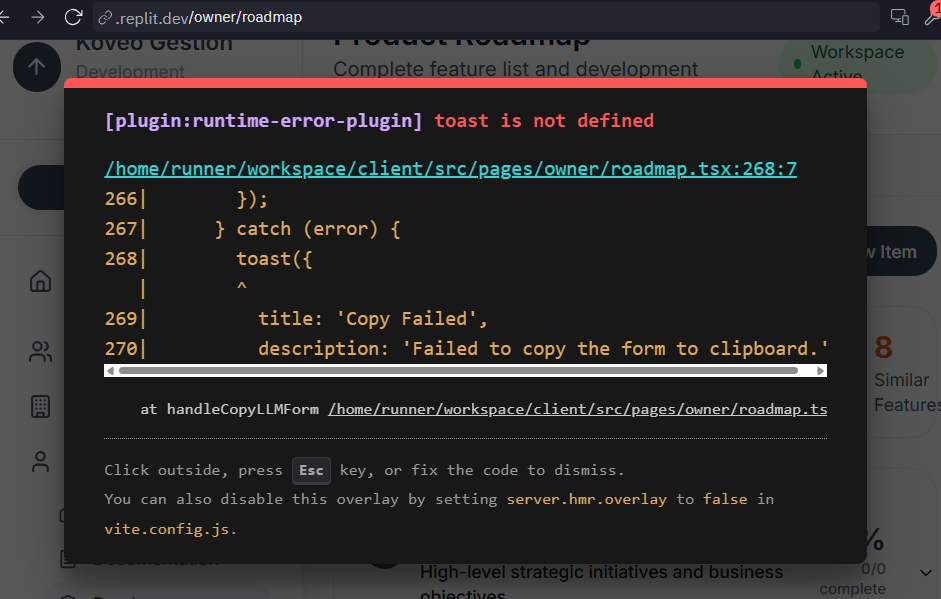 .replit.dev/owner/roadmap
1
Koveo Gestion
Development
Product Roadmap
Complete feature list and development
Workspace
Active
[plugin:runtime-error-plugin] toast is not defined
/home/runner/workspace/client/src/pages/owner/roadmap.tsx:268:7
266|        });
267|      } catch (error) {
268|        toast({
   |        ^
269|          title: 'Copy Failed',
270|          description: 'Failed to copy the form to clipboard.'
w Item
8
Similar
Features
at handleCopyLLMForm /home/runner/workspace/client/src/pages/owner/roadmap.ts
Click outside, press Esc key, or fix the code to dismiss.
You can also disable this overlay by setting server.hmr.overlay to false in
vite.config.js.
%
0/0
complete
High-level strategic initiatives and business
objectives